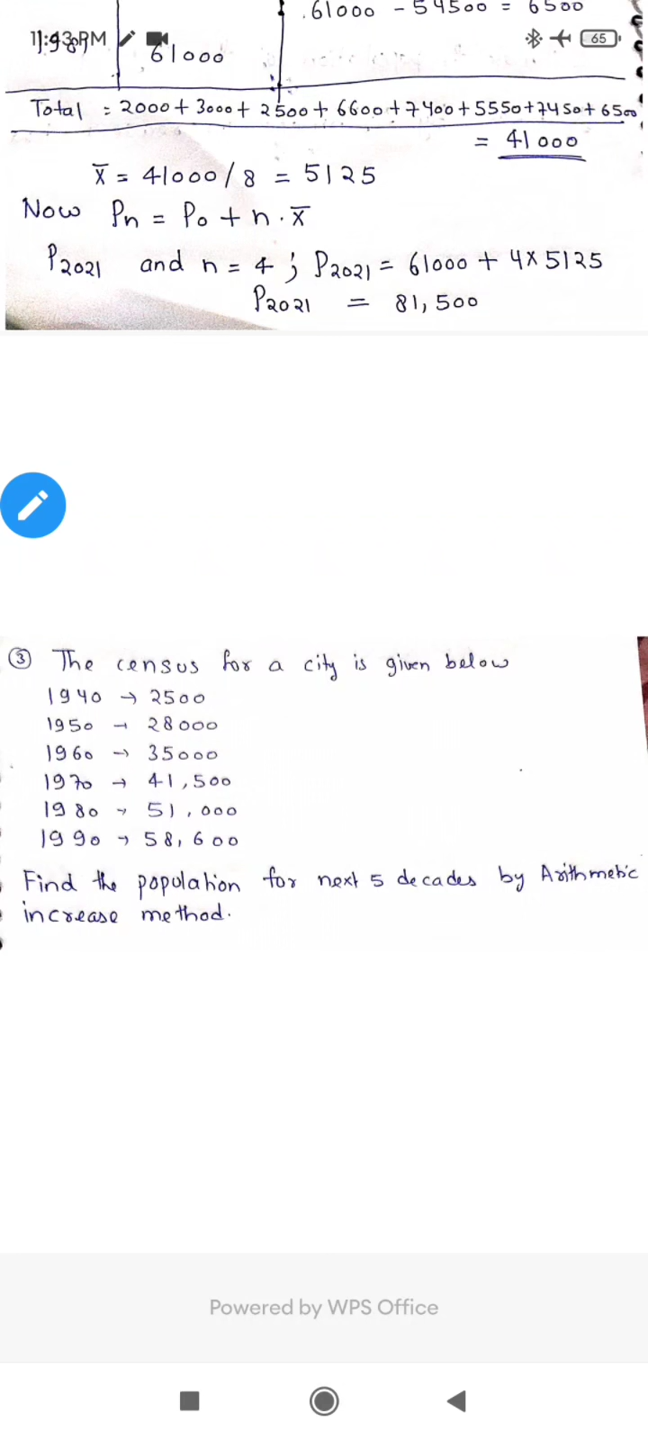 .61000 - 54500 = 6500
65
61000
Total = 2000 + 3000 + 2500 + 6600 + 7400 + 5550 + 7450 + 6500
= 41000
x̄ = 41000/8 = 5125
Now Pn = Po + n.x̄
P2021 and n = 4 ; P2021 = 61000 + 4x5125
P2021 = 81,500
③ The census for a city is given below
1940 → 2500
1950 → 28000
1960 → 35000
1970 → 41,500
1980 → 51,000
1990 → 58,600
Find the population for next 5 decades by Arithmetic
increase method.
Powered by WPS Office